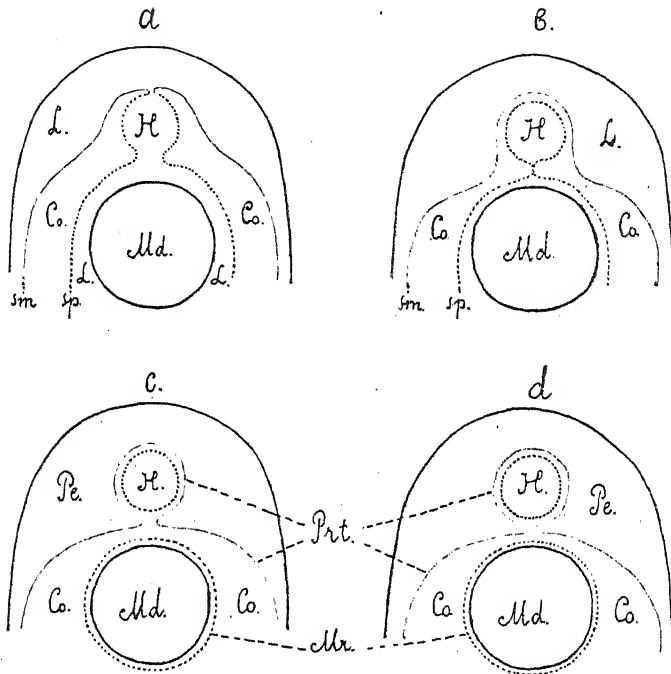 a
b.
H
H
L.
L.
Co.
Co.
Co
Co.
Md.
Md.
L.
L.
sm
sp.
sm.
sp.
c.
d
H.
H.
Pe.
Pe.
Prt.
Co.
Co.
Co
Co.
Md.
Md.
Mr.